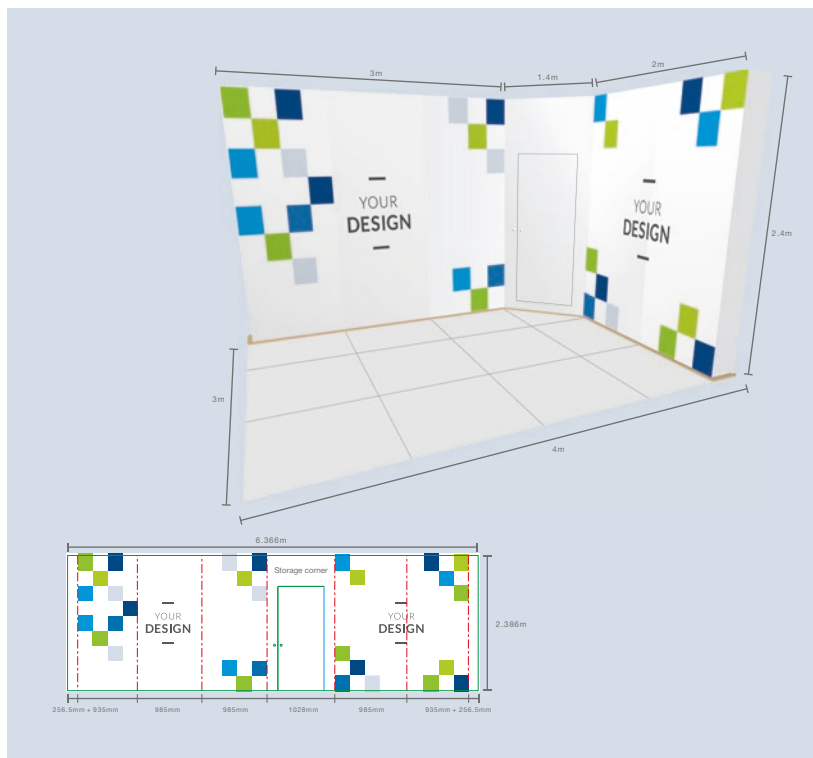 3m
1.4m
2m
YOUR
DESIGN
YOUR
DESIGN
2.4m
3m
4m
6.366m
Storage corner
YOUR
DESIGN
YOUR
DESIGN
2.386m
256.5mm + 935mm
985mm
985mm
1028mm
985mm
935mm + 256.5mm